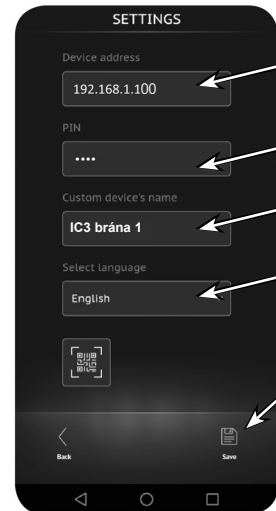 SETTINGS
Device address
192.168.1.100
PIN
••••
Custom device's name
IC3 brána 1
Select language
English
Back
Save